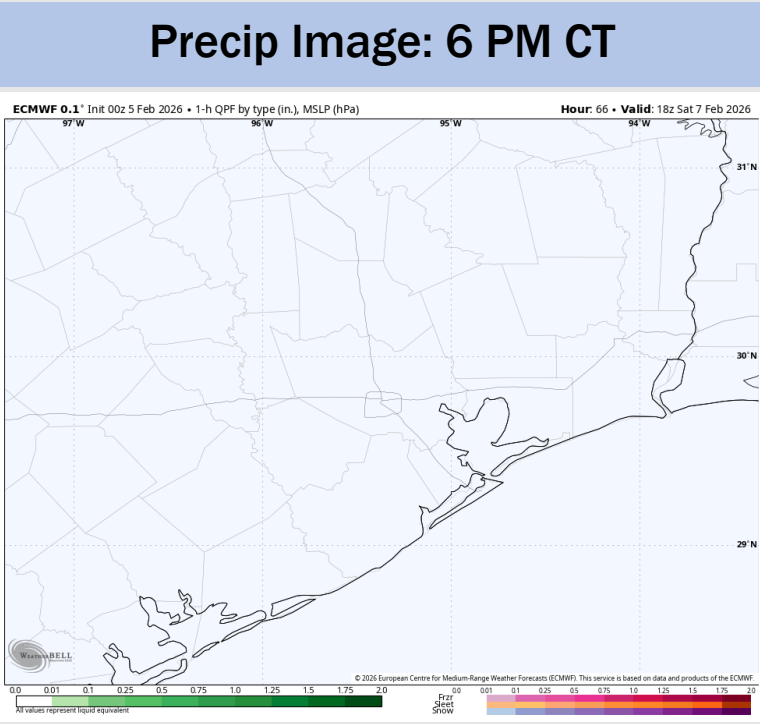 Precip Image: 6 PM CT
ECMWF 0.1° Init 00z 5 Feb 2026 • 1-h QPF by type (in.), MSLP (hPa)
Hour: 66 • Valid: 18z Sat 7 Feb 2026
97°W 96°W 95°W 94°W
31°N
30°N
29°N
WeatherBELL
© 2026 European Centre for Medium-Range Weather Forecasts (ECMWF). This service is based on data and products of the ECMWF.
0.0 0.01 0.1 0.25 0.5 0.75 1.0 1.25 1.5 1.75 2.0
0.0 0.01 0.1 0.25 0.5 0.75 1.0 1.25 1.5 1.75 2.0
Frzr
Sleet
Snow
All values represent liquid equivalent